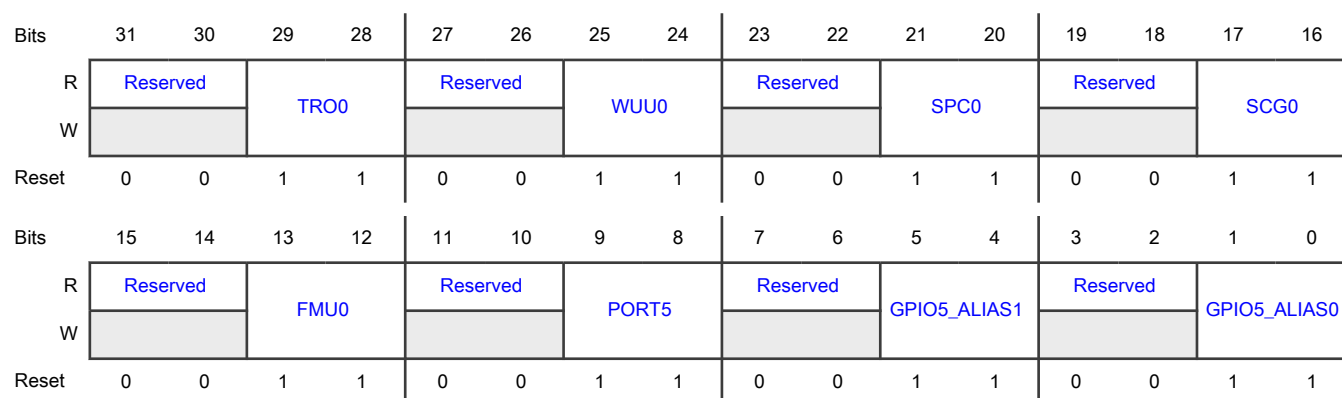 Bits 31 30 29 28 27 26 25 24 23 22 21 20 19 18 17 16
R Reserved TRO0 Reserved WUU0 Reserved SPC0 Reserved SCG0
W
Reset 0 0 1 1 0 0 1 1 0 0 1 1 0 0 1 1
Bits 15 14 13 12 11 10 9 8 7 6 5 4 3 2 1 0
R Reserved FMU0 Reserved PORT5 Reserved GPIO5_ALIAS1 Reserved GPIO5_ALIAS0
W
Reset 0 0 1 1 0 0 1 1 0 0 1 1 0 0 1 1